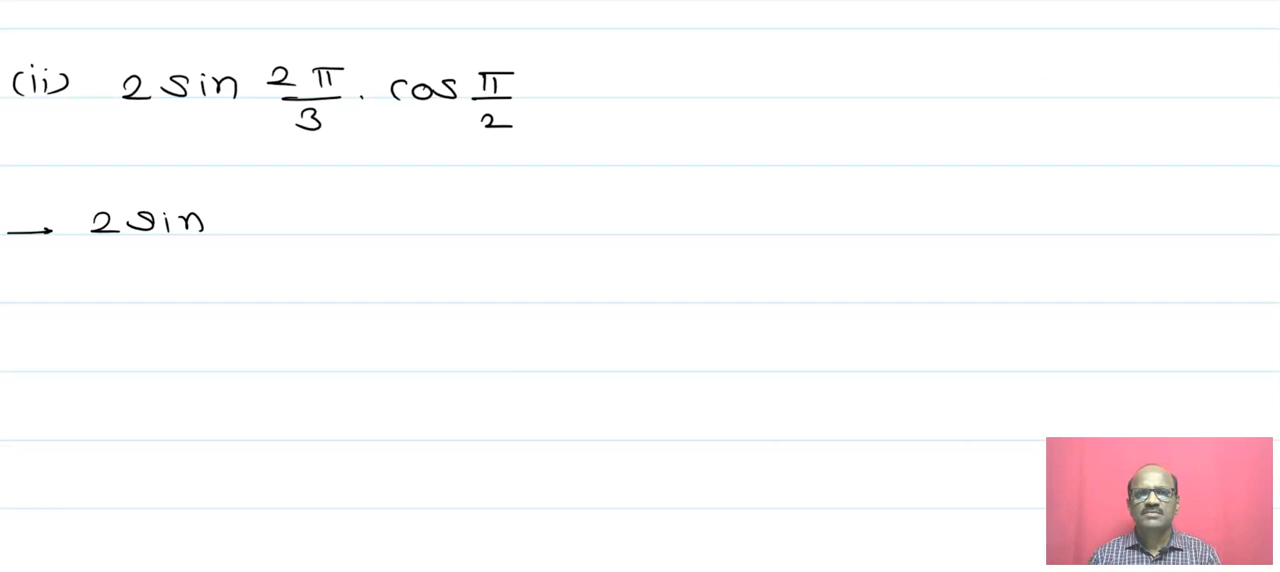 (ii) 2 sin 2π/3 . cos π/2
→ 2 sin